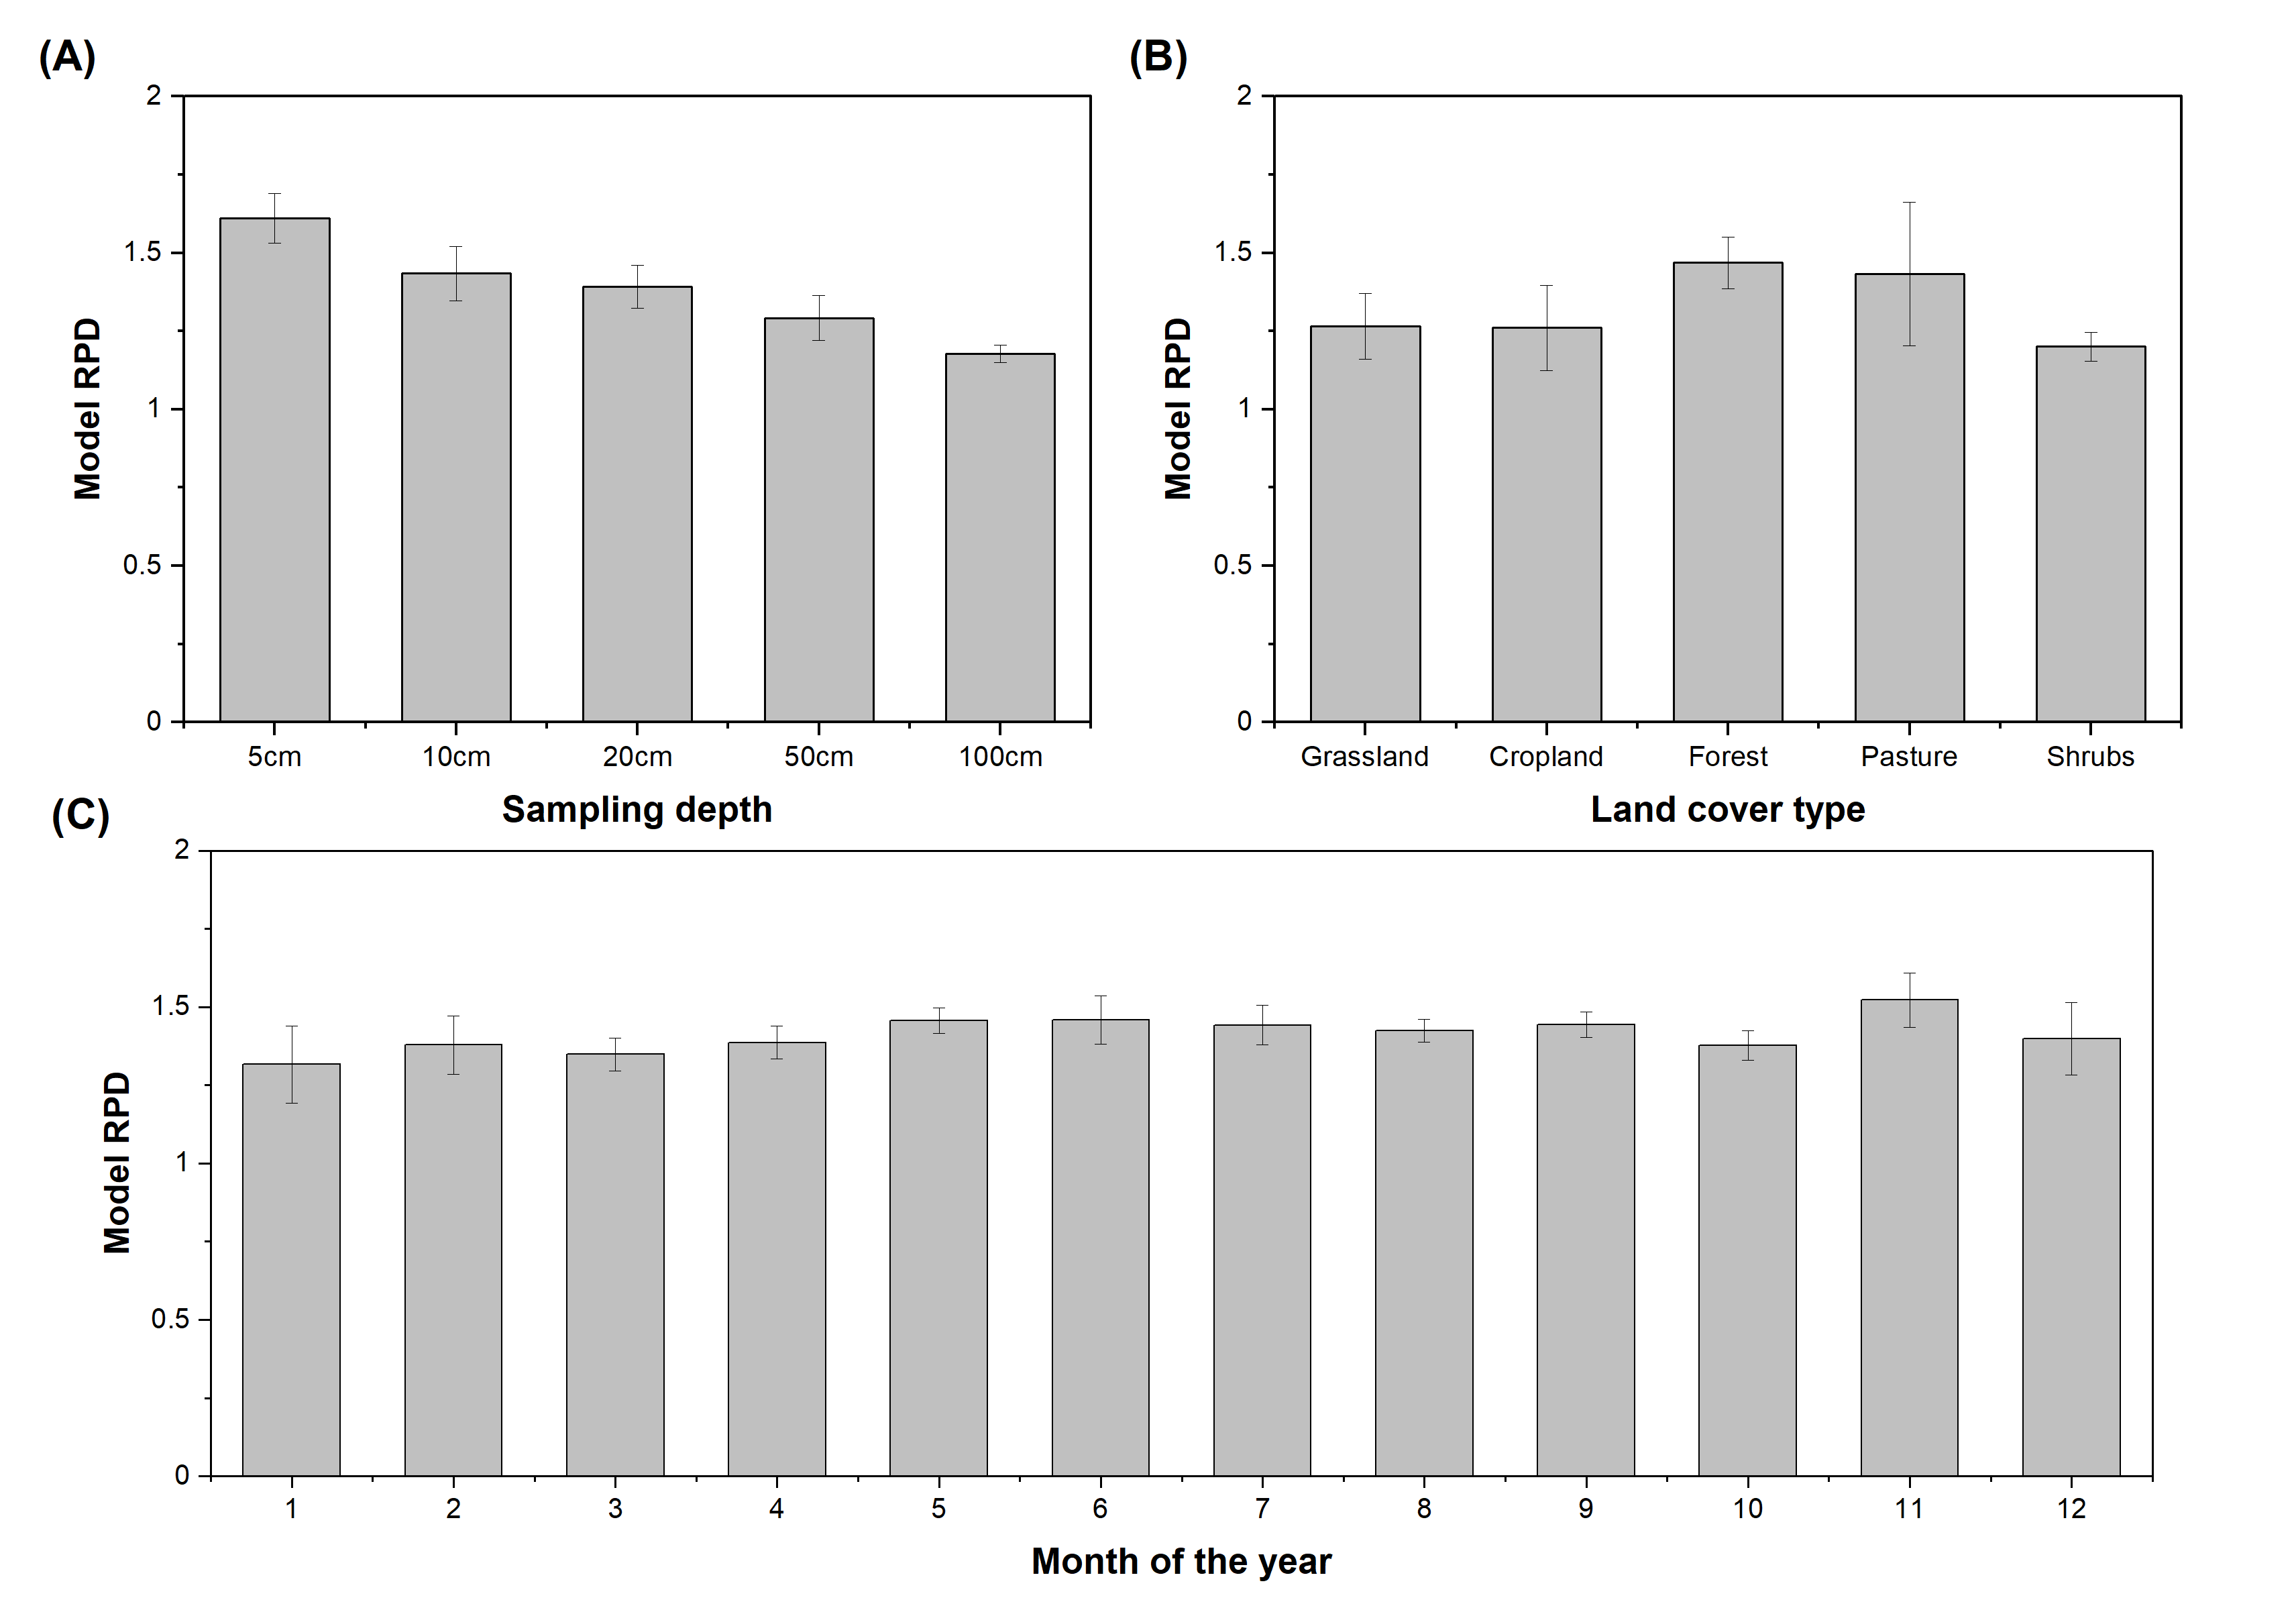 (A)
2
1.5
1
0.5
0
Model RPD
5cm 10cm 20cm 50cm 100cm
Sampling depth
(B)
2
1.5
1
0.5
0
Model RPD
Grassland Cropland Forest Pasture Shrubs
Land cover type
(C)
2
1.5
1
0.5
0
Model RPD
1 2 3 4 5 6 7 8 9 10 11 12
Month of the year